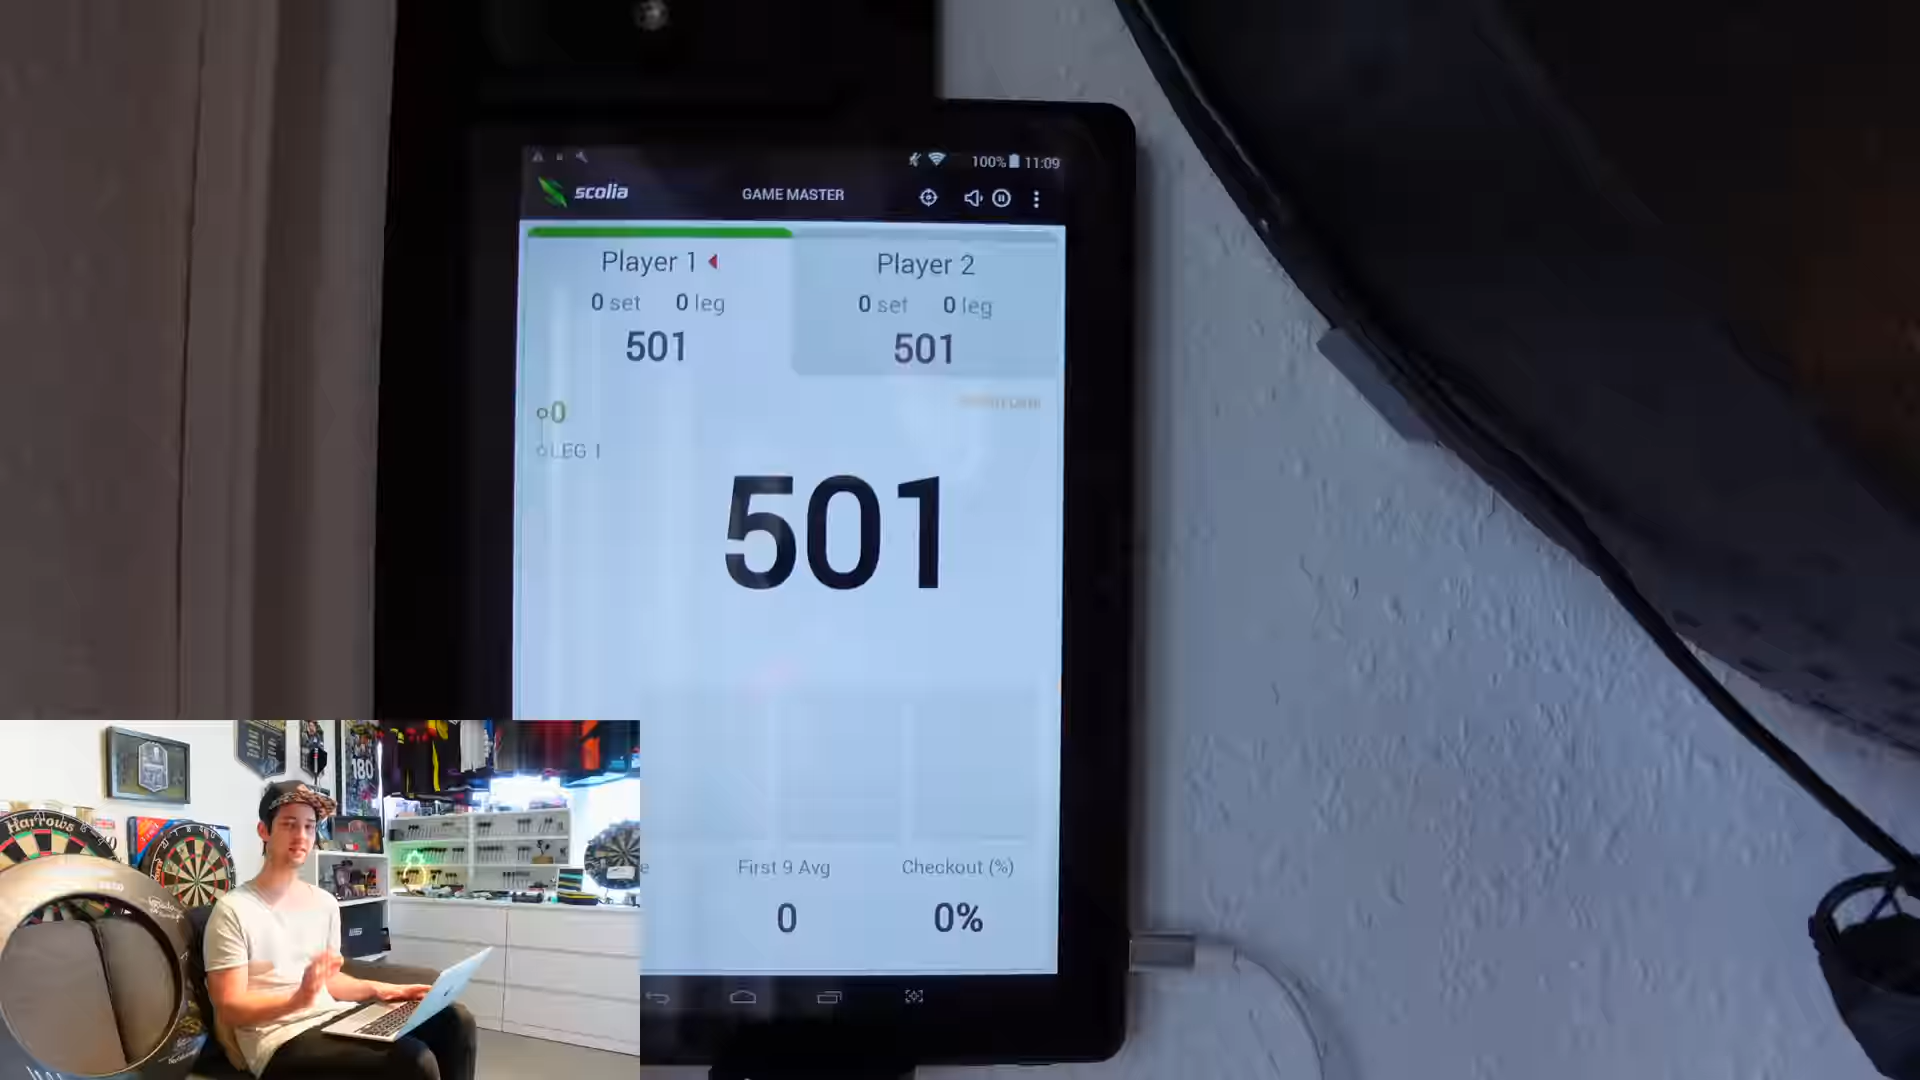 100% 11:09
scolia GAME MASTER
Player 1
0 set 0 leg
501
Player 2
0 set 0 leg
501
0
LEG 1
501
First 9 Avg
0
Checkout (%)
0%
180
Harrows